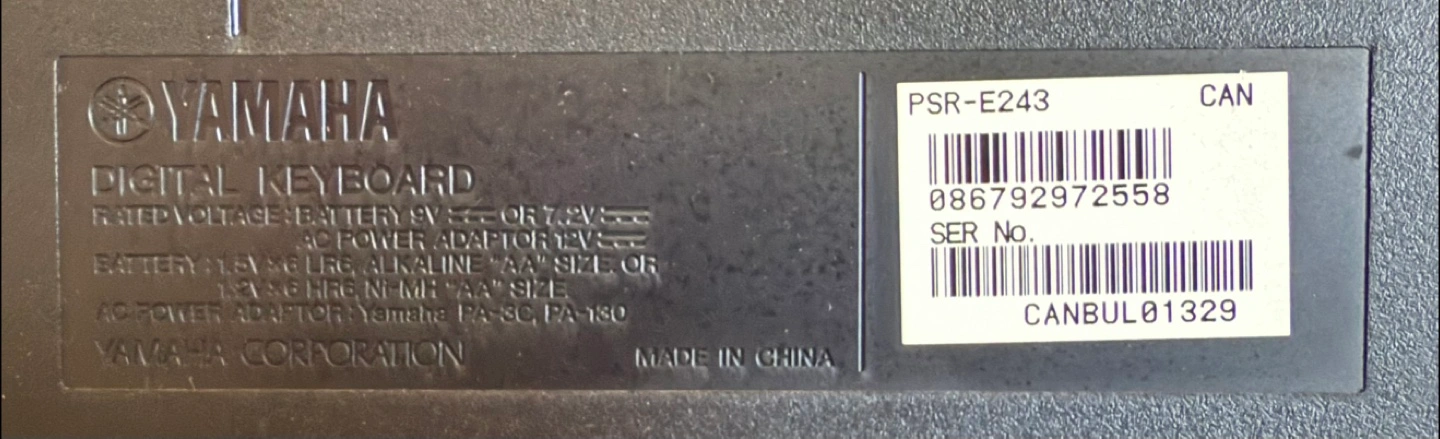 YAMAHA
DIGITAL KEYBOARD
RATED VOLTAGE: BATTERY 9V ⎓ OR 7.2V ⎓
AC POWER ADAPTOR 12V ⎓
BATTERY: 1.5V × 6 LR6, ALKALINE "AA" SIZE. OR
1.2V × 6 HR6, Ni-MH "AA" SIZE.
AC POWER ADAPTOR: Yamaha PA-3C, PA-130
YAMAHA CORPORATION
MADE IN CHINA
PSR-E243 CAN
086792972558
SER No.
CANBUL01329